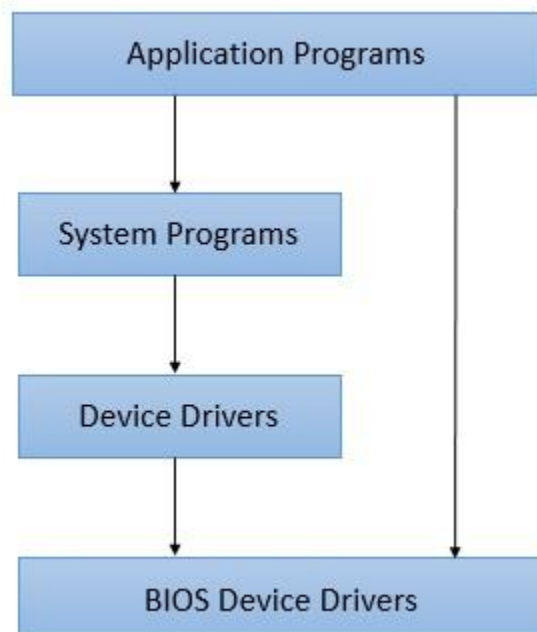 Application Programs
System Programs
Device Drivers
BIOS Device Drivers